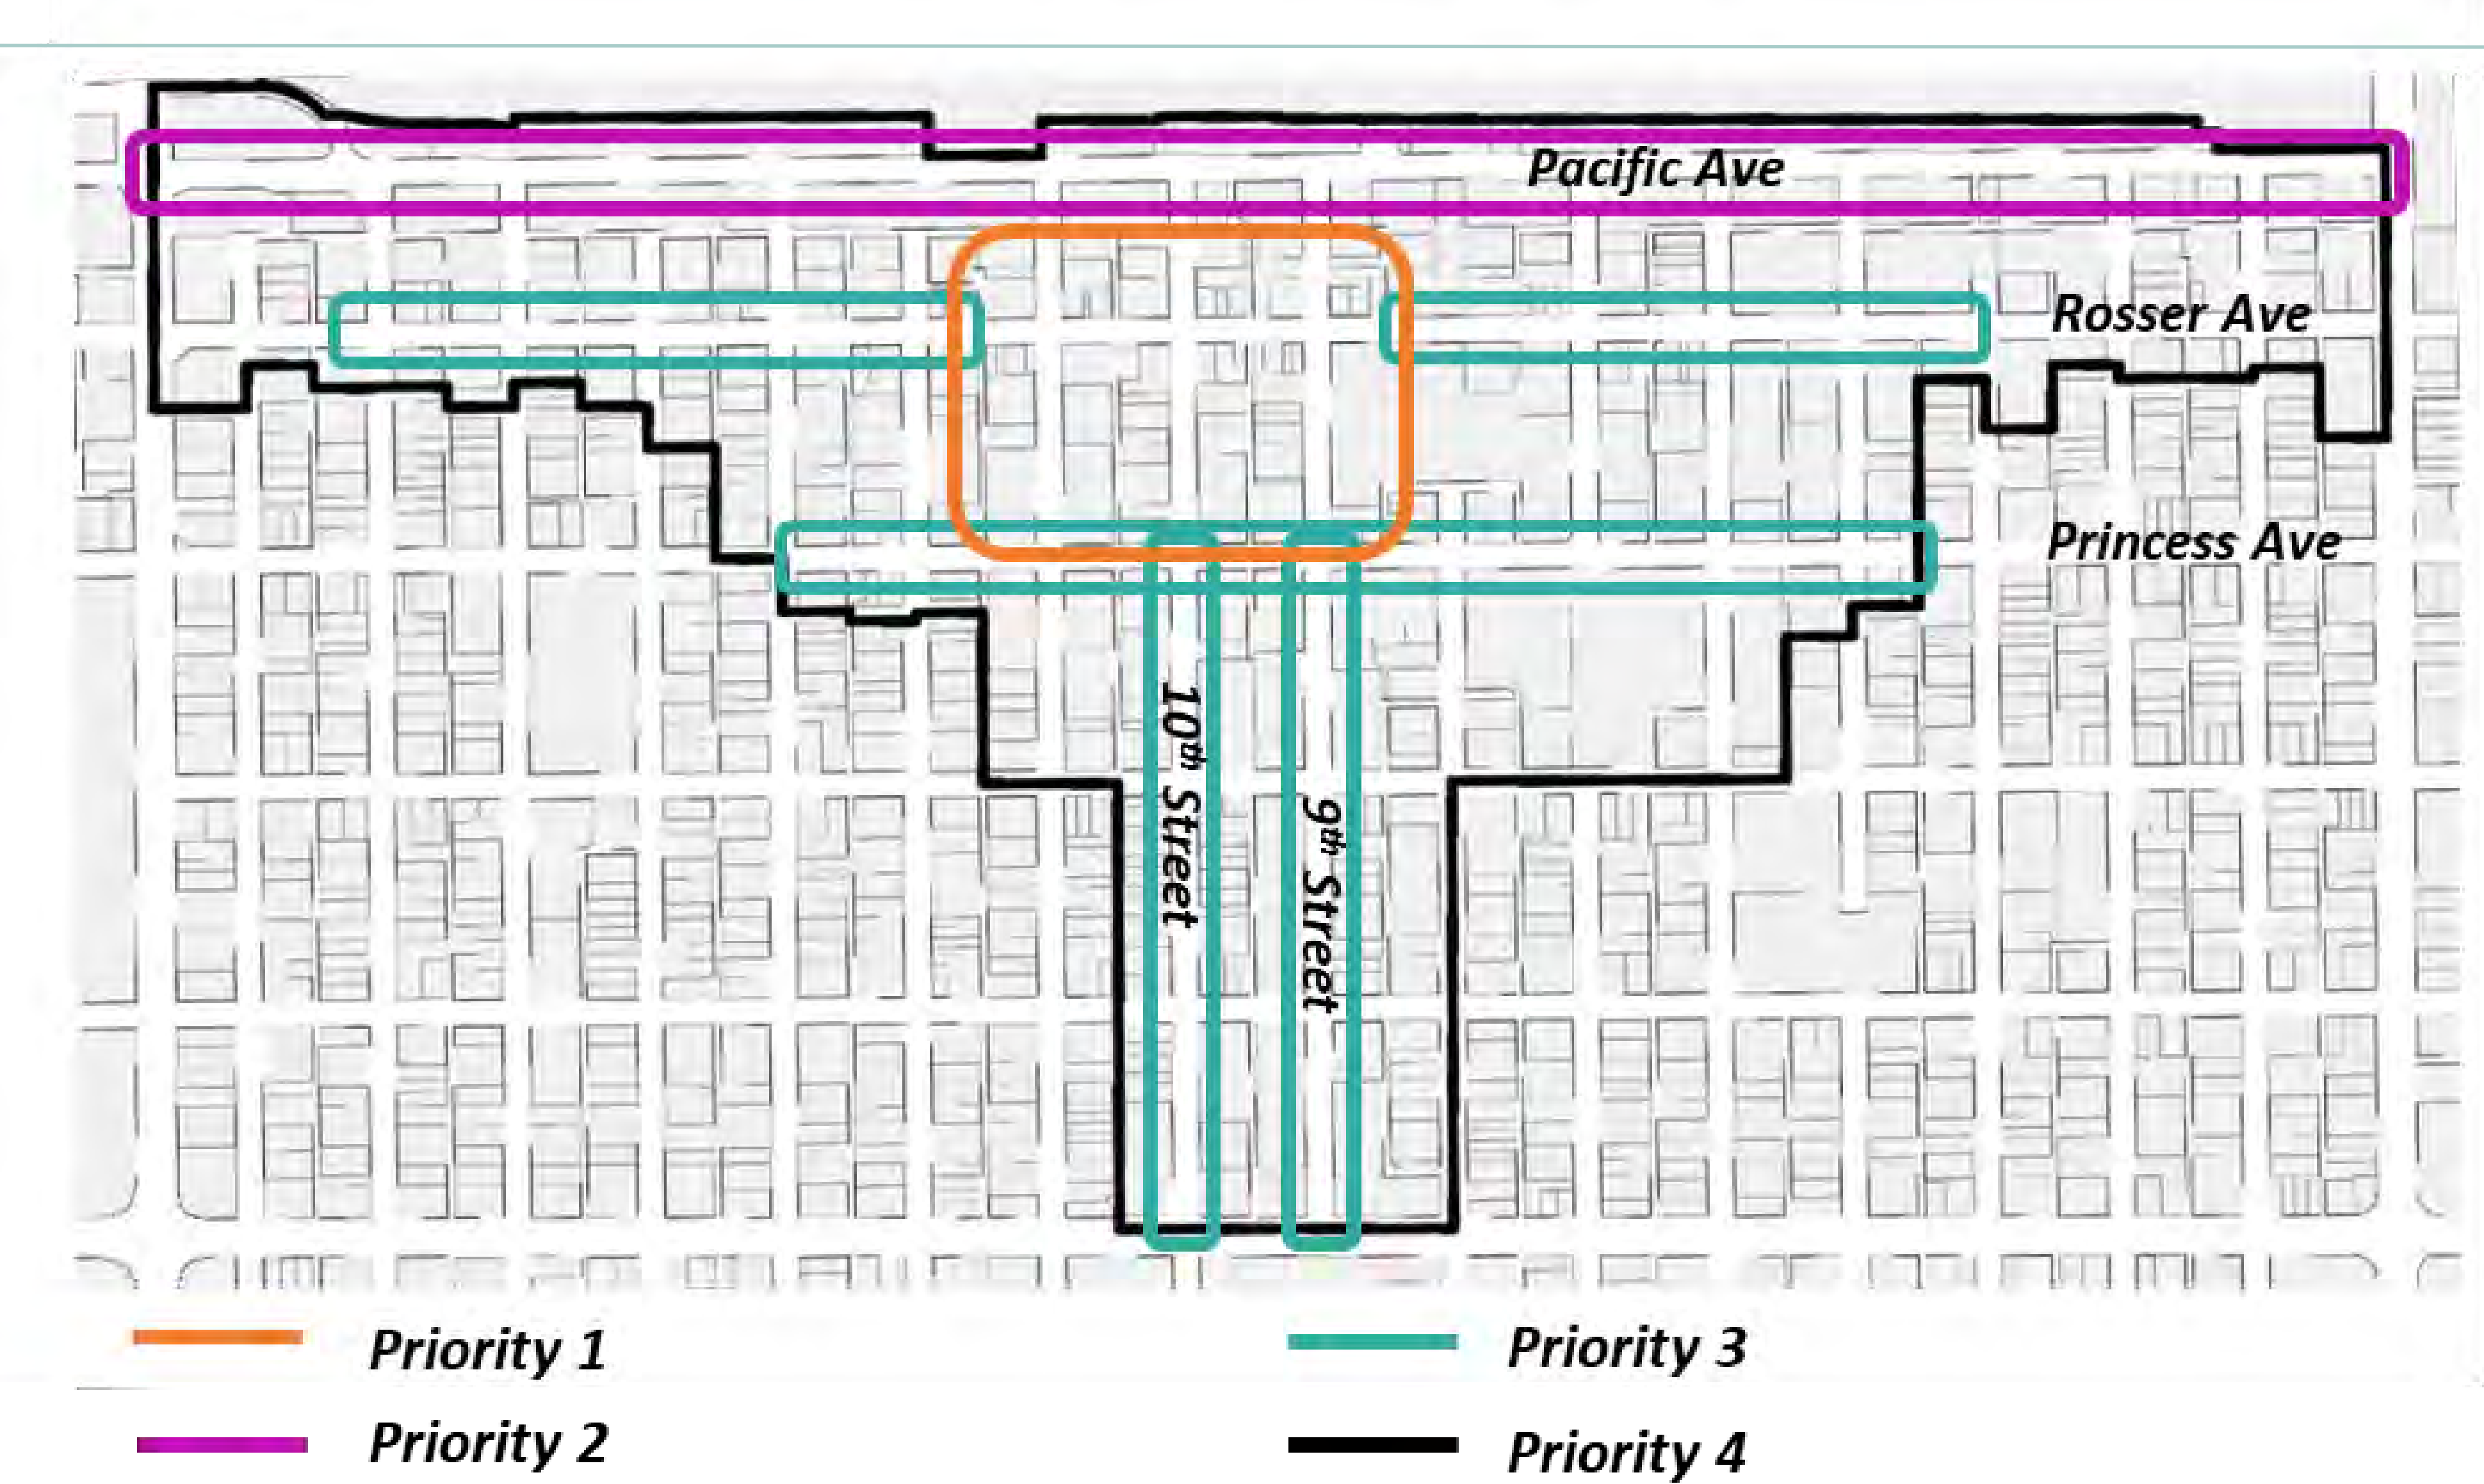 Pacific Ave
Rosser Ave
Princess Ave
10th Street
9th Street
Priority 1
Priority 3
Priority 2
Priority 4